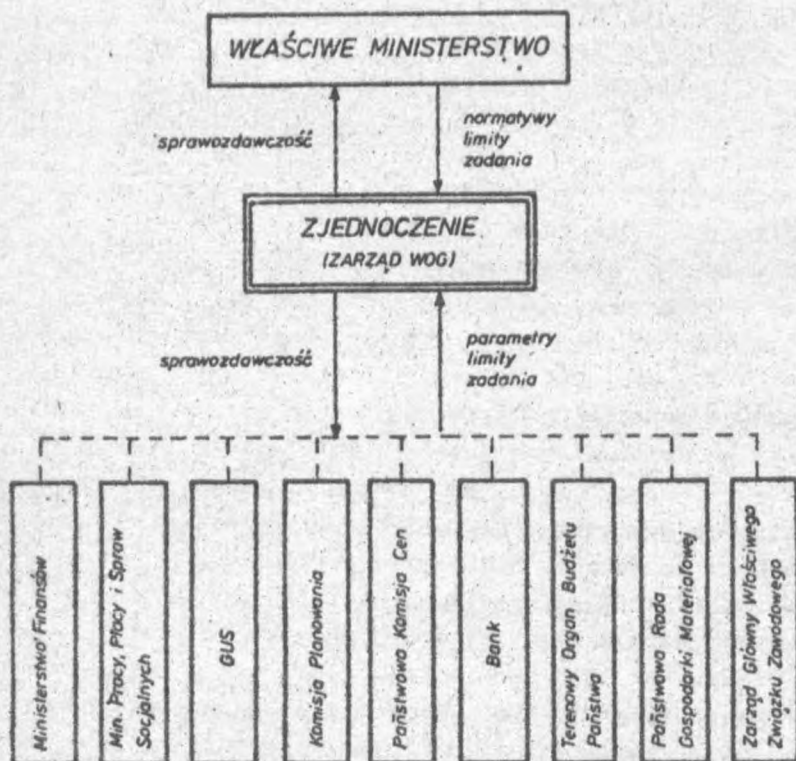 WŁAŚCIWE MINISTERSTWO
sprawozdawczość
normatywy
limity
zadania
ZJEDNOCZENIE
(ZARZĄD WOG)
sprawozdawczość
parametry
limity
zadania
Ministerstwo Finansów
Min. Pracy, Płacy i Spraw
Socjalnych
GUS
Komisja Planowania
Państwowa Komisja Cen
Bank
Terenowy Organ Budżetu
Państwa
Państwowa Rada
Gospodarki Materiałowej
Zarząd Główny Właściwego
Związku Zawodowego